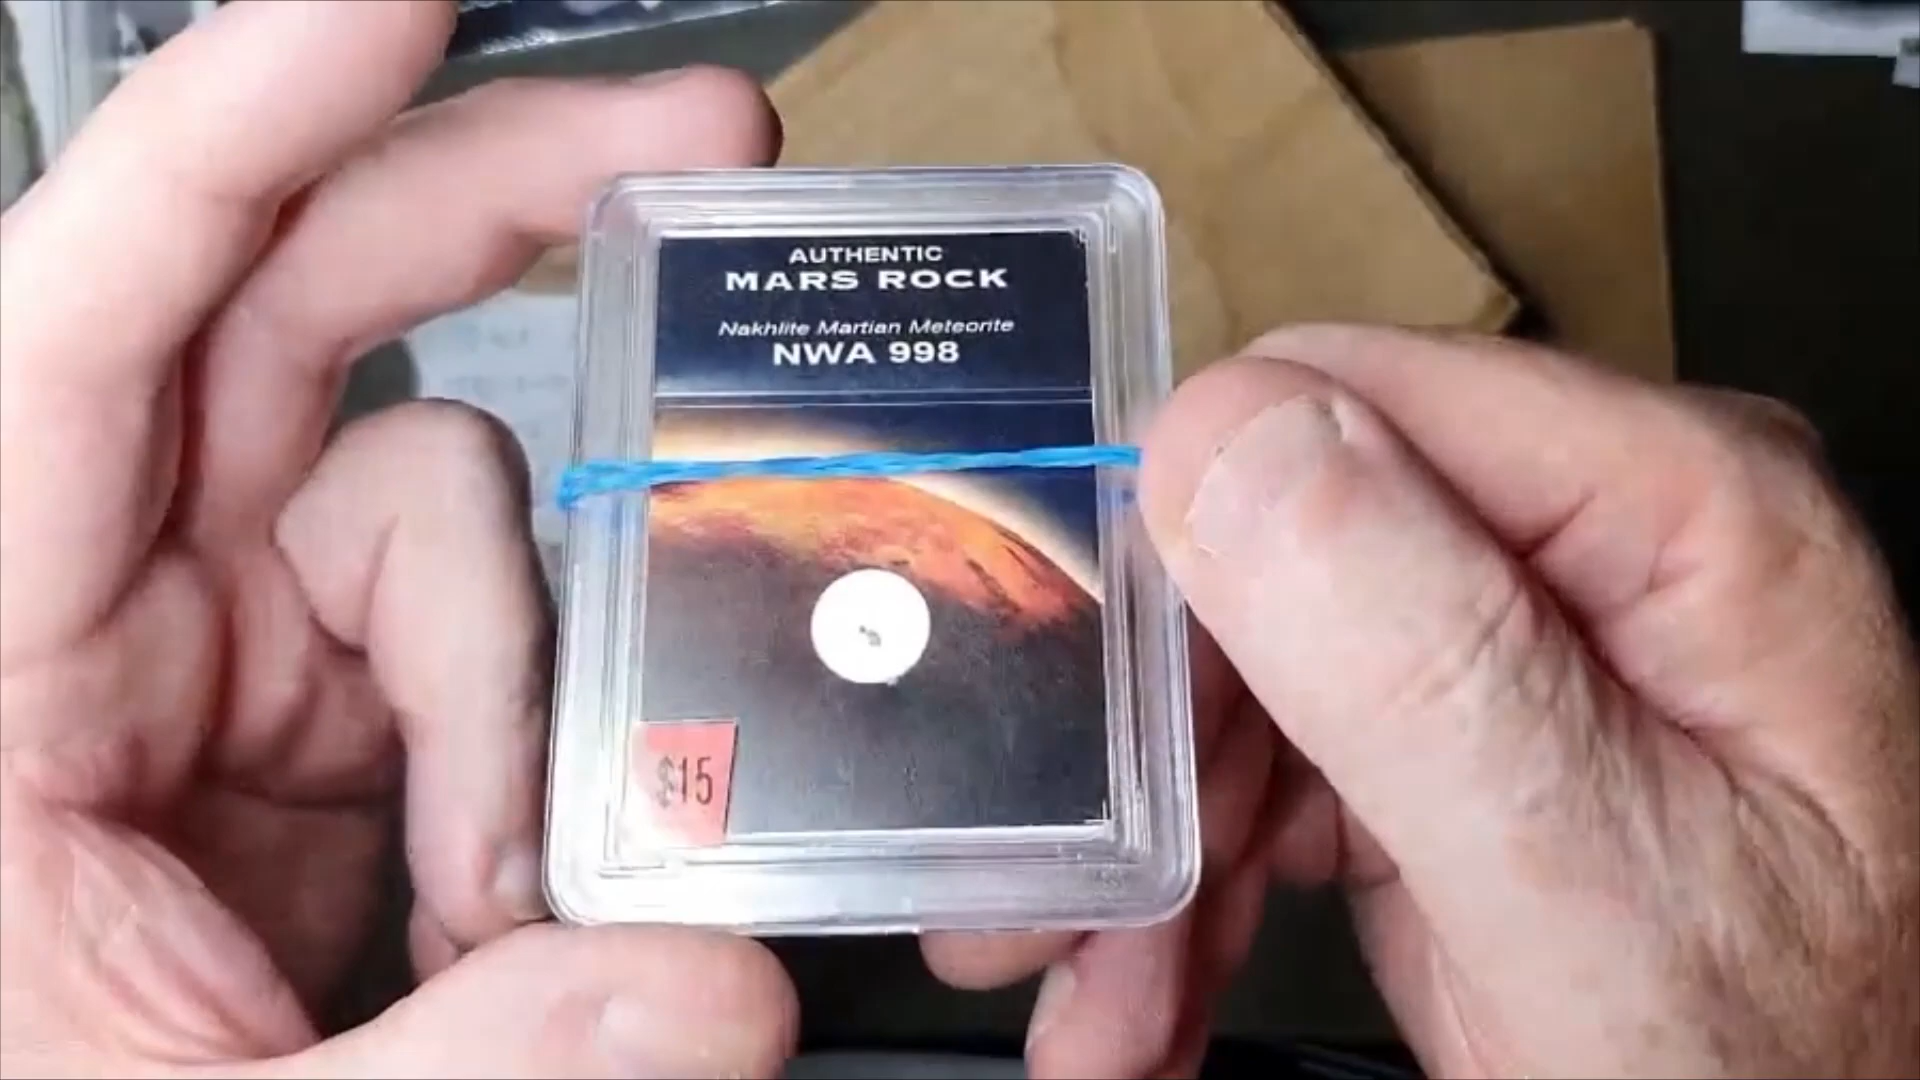 AUTHENTIC
MARS ROCK
Nakhlite Martian Meteorite
NWA 998
$15